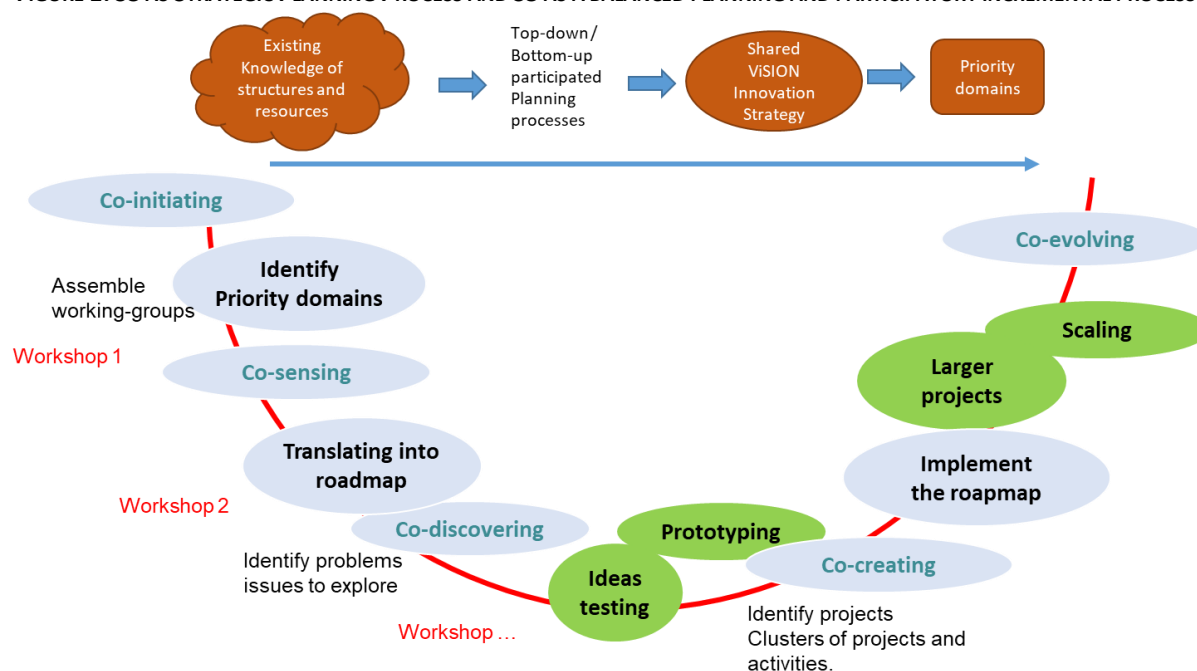 Existing
Knowledge of
structures and
resources
Top-down/
Bottom-up
participated
Planning
processes
Shared
ViSION
Innovation
Strategy
Priority
domains
Co-initiating
Identify
Priority domains
Assemble
working-groups
Workshop 1
Co-sensing
Translating into
roadmap
Workshop 2
Co-discovering
Identify problems
issues to explore
Workshop ...
Ideas
testing
Prototyping
Co-creating
Identify projects
Clusters of projects and
activities.
Implement
the roapmap
Larger
projects
Scaling
Co-evolving